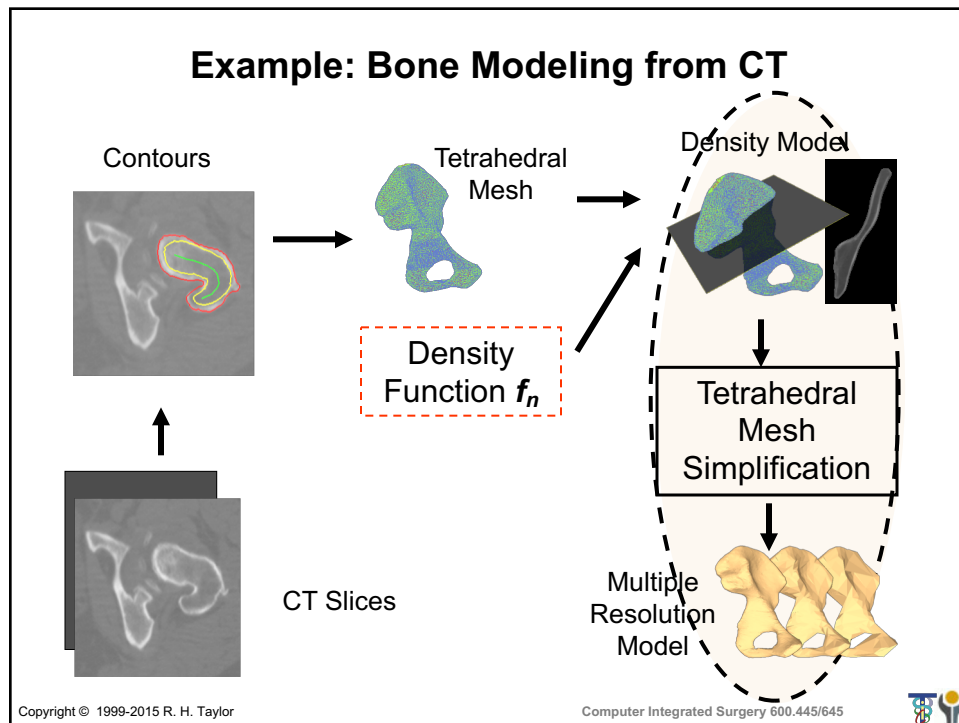 Example: Bone Modeling from CT
Contours
Tetrahedral
Mesh
Density Model
Density
Function fn
Tetrahedral
Mesh
Simplification
CT Slices
Multiple
Resolution
Model
Copyright © 1999-2015 R. H. Taylor
Computer Integrated Surgery 600.445/645